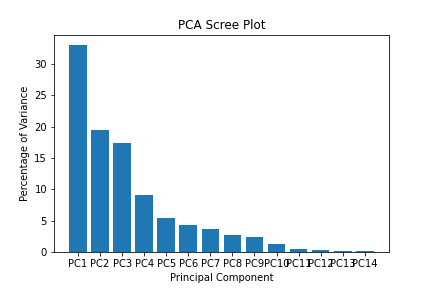 PCA Scree Plot
Percentage of Variance
30
25
20
15
10
5
0
PC1 PC2 PC3 PC4 PC5 PC6 PC7 PC8 PC9 PC10 PC11 PC12 PC13 PC14
Principal Component